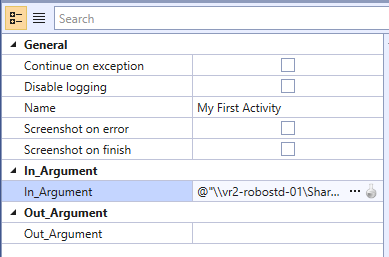 Search
General
Continue on exception
Disable logging
Name My First Activity
Screenshot on error
Screenshot on finish
In_Argument
In_Argument @"\\vr2-robostd-01\Shar... ...
Out_Argument
Out_Argument